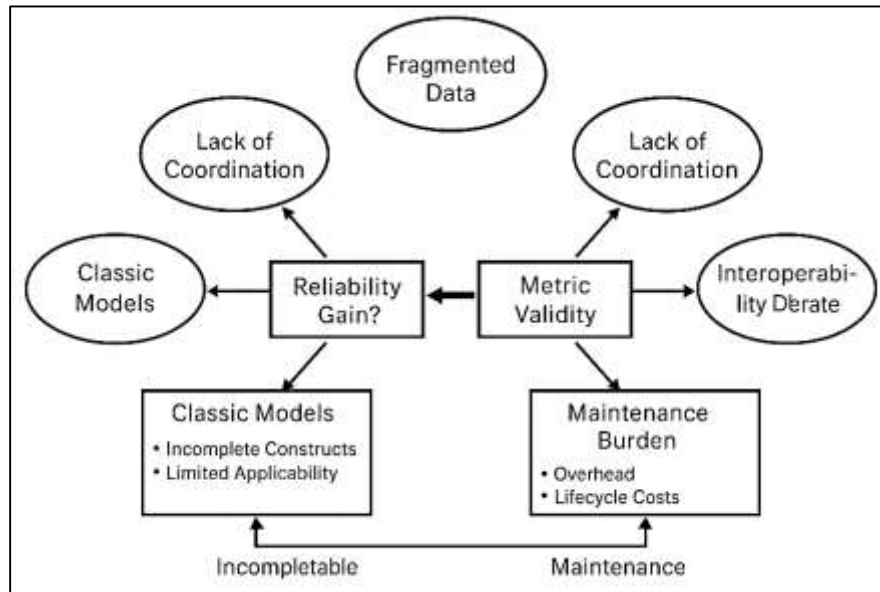 Fragmented
Data
Lack of
Coordination
Lack of
Coordination
Classic
Models
Reliability
Gain?
Metric
Validity
Interoperabi-
lity Derate
Classic Models
• Incomplete Constructs
• Limited Applicability
Maintenance
Burden
• Overhead
• Lifecycle Costs
Incompletable
Maintenance